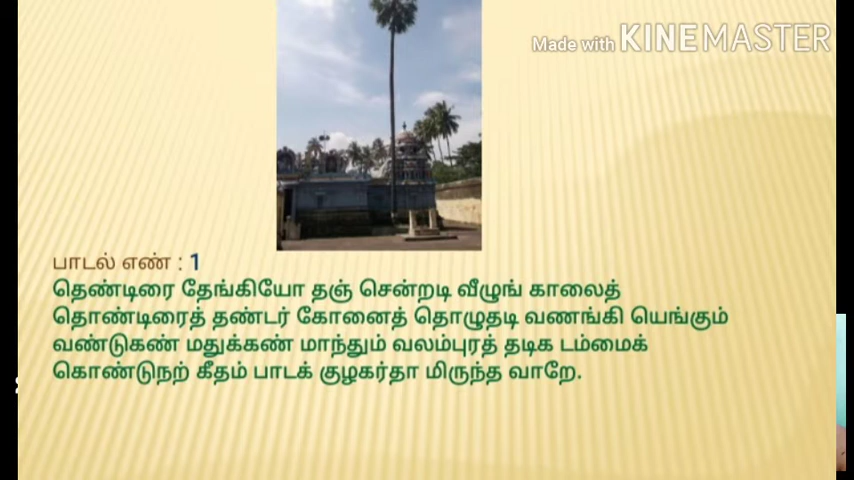 Made with KINEMASTER
பாடல் எண் : 1
தெண்டிரை தேங்கியோ தஞ் சென்றடி வீழுங் காலைத்
தொண்டிரைத் தண்டர் கோனைத் தொழுதடி வணங்கி யெங்கும்
வண்டுகண் மதுக்கண் மாந்தும் வலம்புரத் தடிக டம்மைக்
கொண்டுநற் கீதம் பாடக் குழகர்தா மிருந்த வாறே.